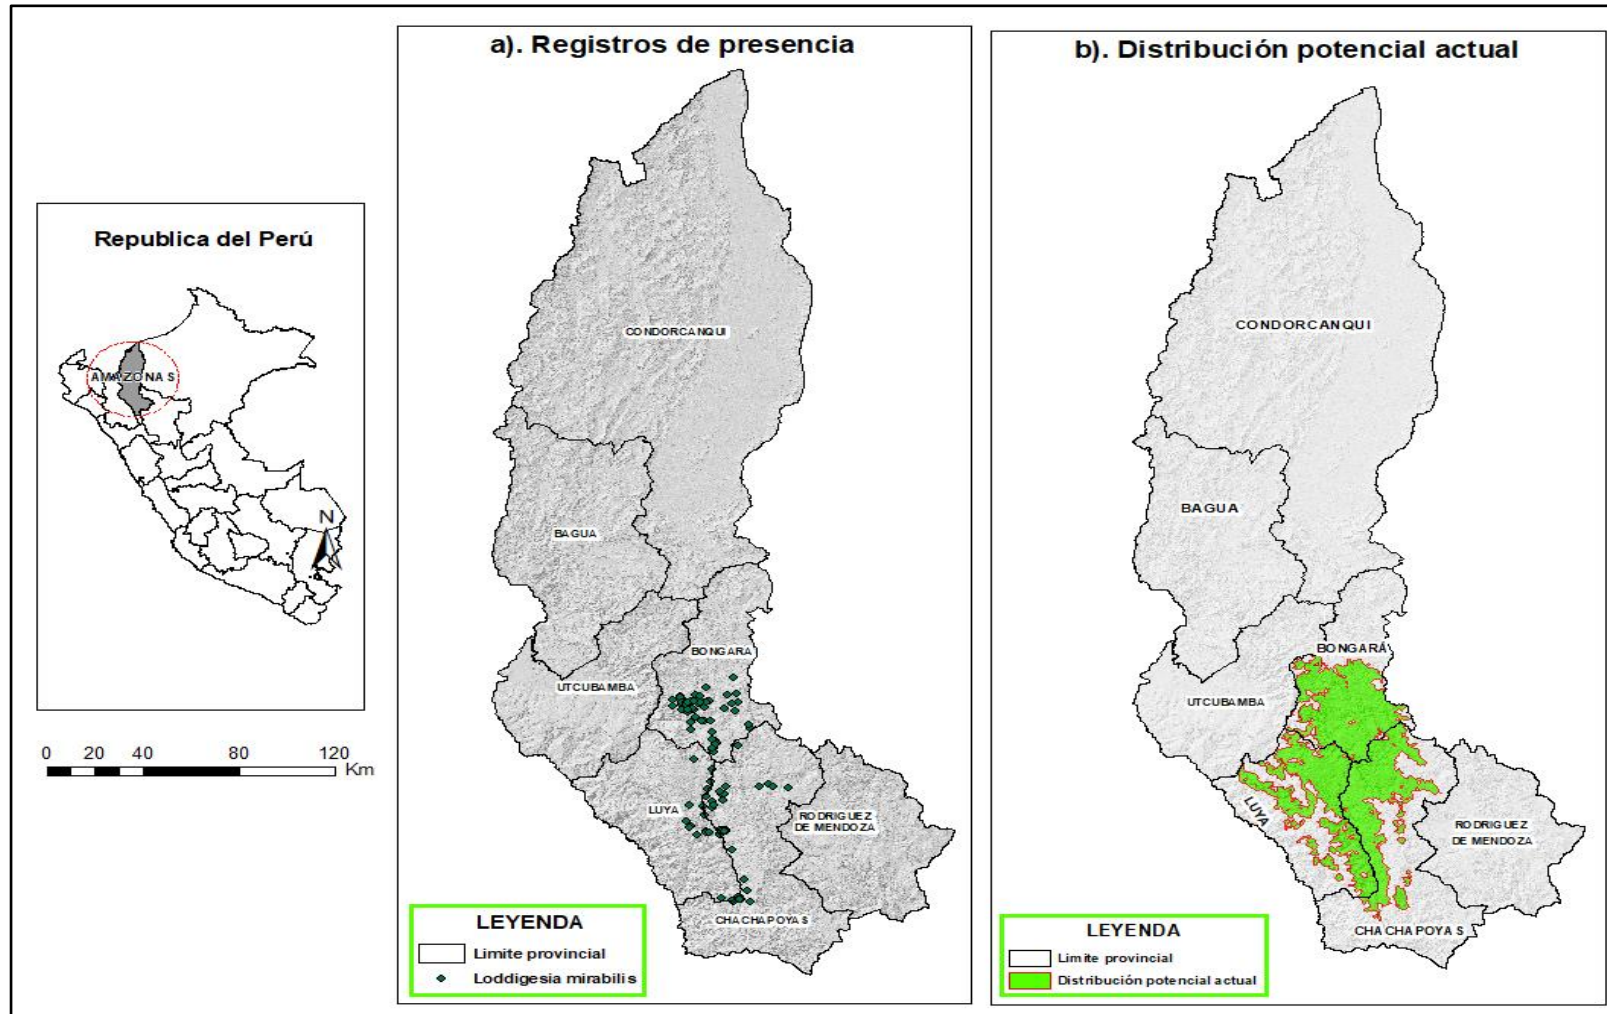 Republica del Perú
AMAZONAS
N
0 20 40 80 120
Km
a). Registros de presencia
CONDORCANQUI
BAGUA
BONGARA
UTCUBAMBA
LUYA
RODRIGUEZ
DE MENDOZA
CHACHAPOYAS
LEYENDA
Limite provincial
Loddigesia mirabilis
b). Distribución potencial actual
CONDORCANQUI
BAGUA
BONGARÁ
UTCUBAMBA
LUYA
RODRIGUEZ
DE MENDOZA
CHACHAPOYAS
LEYENDA
Limite provincial
Distribución potencial actual